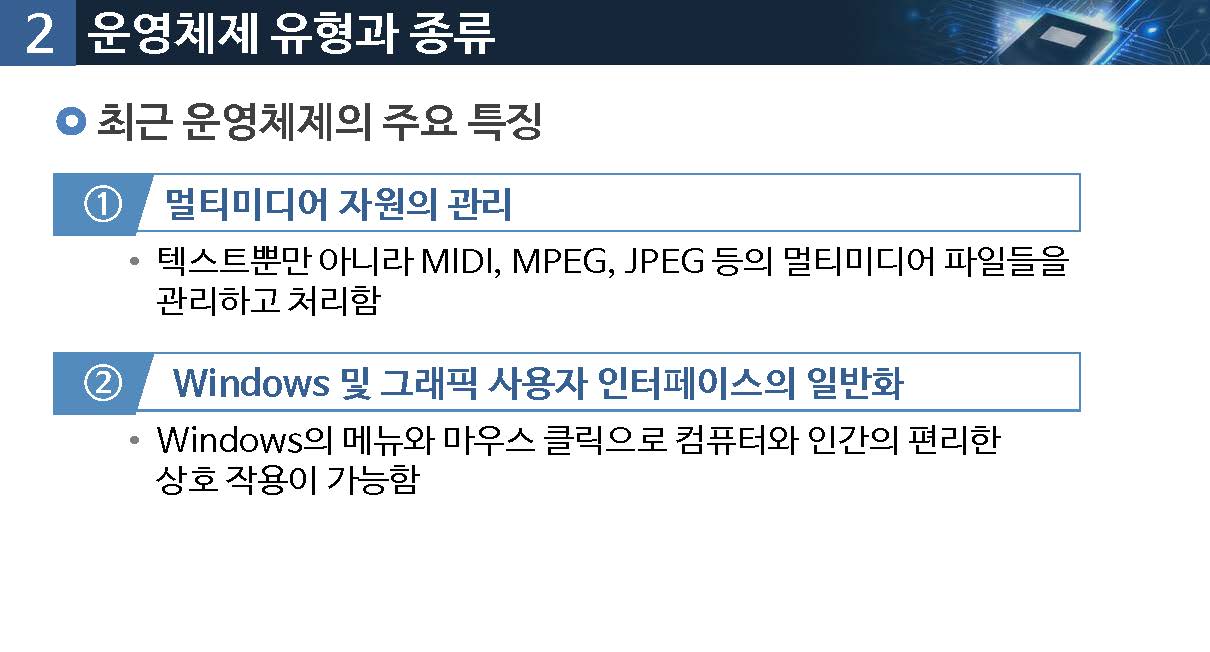 2 운영체제 유형과 종류
최근 운영체제의 주요 특징
① 멀티미디어 자원의 관리
• 텍스트뿐만 아니라 MIDI, MPEG, JPEG 등의 멀티미디어 파일들을
관리하고 처리함
② Windows 및 그래픽 사용자 인터페이스의 일반화
• Windows의 메뉴와 마우스 클릭으로 컴퓨터와 인간의 편리한
상호 작용이 가능함